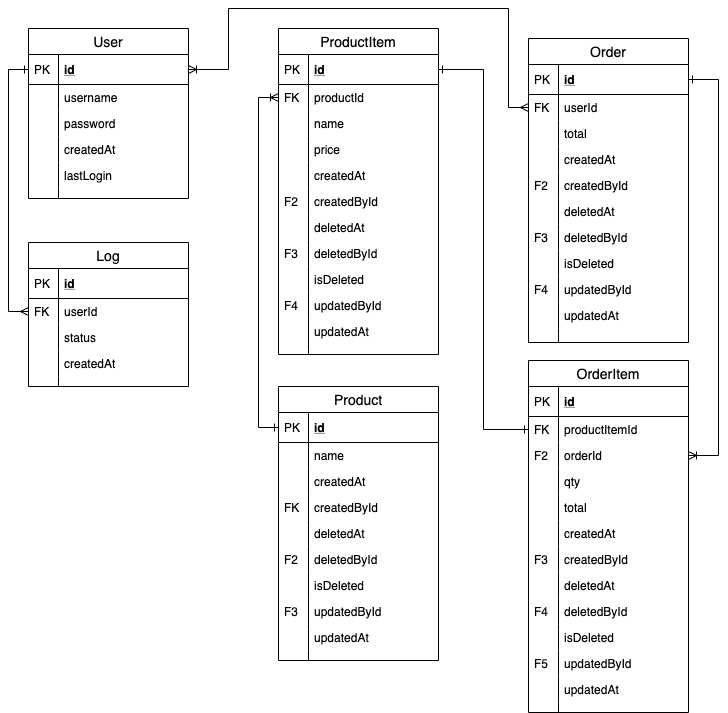 User
PK id
username
password
createdAt
lastLogin
Log
PK id
FK userId
status
createdAt
ProductItem
PK id
FK productId
name
price
createdAt
F2 createdById
deletedAt
F3 deletedById
isDeleted
F4 updatedById
updatedAt
Product
PK id
name
createdAt
FK createdById
deletedAt
F2 deletedById
isDeleted
F3 updatedById
updatedAt
Order
PK id
FK userId
total
createdAt
F2 createdById
deletedAt
F3 deletedById
isDeleted
F4 updatedById
updatedAt
OrderItem
PK id
FK productItemId
F2 orderId
qty
total
createdAt
F3 createdById
deletedAt
F4 deletedById
isDeleted
F5 updatedById
updatedAt